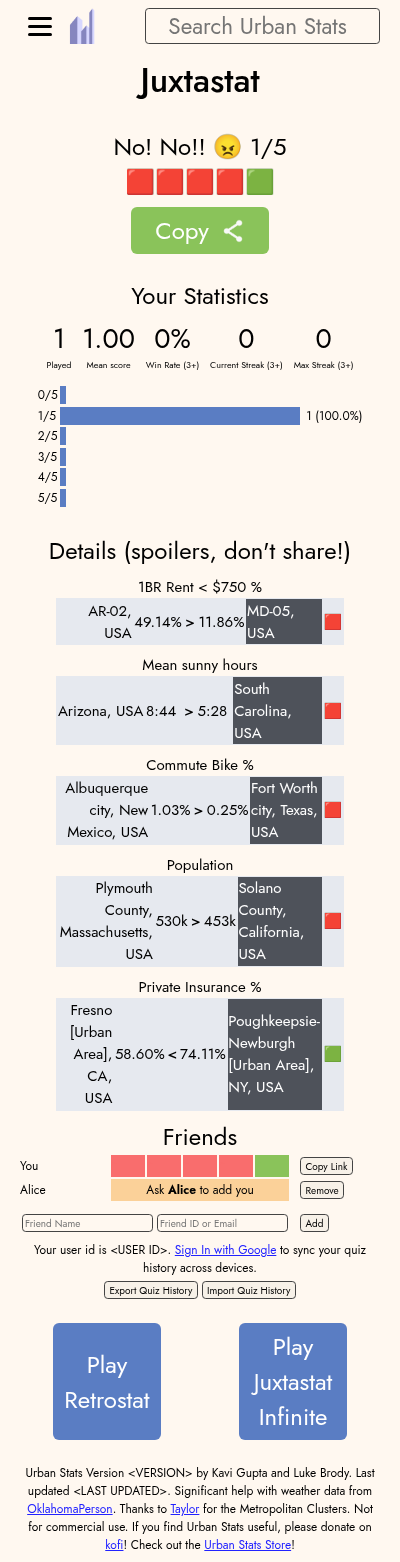 Search Urban Stats
Juxtastat
No! No!! 😠 1/5
🟥🟥🟥🟥🟩
Copy
Your Statistics
1 1.00 0% 0 0
Played Mean score Win Rate (3+) Current Streak (3+) Max Streak (3+)
0/5
1/5 1 (100.0%)
2/5
3/5
4/5
5/5
Details (spoilers, don't share!)
1BR Rent < $750 %
AR-02,
USA
49.14% > 11.86%
MD-05,
USA
🟥
Mean sunny hours
Arizona, USA 8:44 > 5:28
South
Carolina,
USA
🟥
Commute Bike %
Albuquerque
city, New
Mexico, USA
1.03% > 0.25%
Fort Worth
city, Texas,
USA
🟥
Population
Plymouth
County,
Massachusetts,
USA
530k > 453k
Solano
County,
California,
USA
🟥
Private Insurance %
Fresno
[Urban
Area],
CA,
USA
58.60% < 74.11%
Poughkeepsie-
Newburgh
[Urban Area],
NY, USA
🟩
Friends
You Copy Link
Alice Ask Alice to add you Remove
Friend Name Friend ID or Email Add
Your user id is <USER ID>. Sign In with Google to sync your quiz
history across devices.
Export Quiz History Import Quiz History
Play
Retrostat
Play
Juxtastat
Infinite
Urban Stats Version <VERSION> by Kavi Gupta and Luke Brody. Last
updated <LAST UPDATED>. Significant help with weather data from
OklahomaPerson. Thanks to Taylor for the Metropolitan Clusters. Not
for commercial use. If you find Urban Stats useful, please donate on
kofi! Check out the Urban Stats Store!